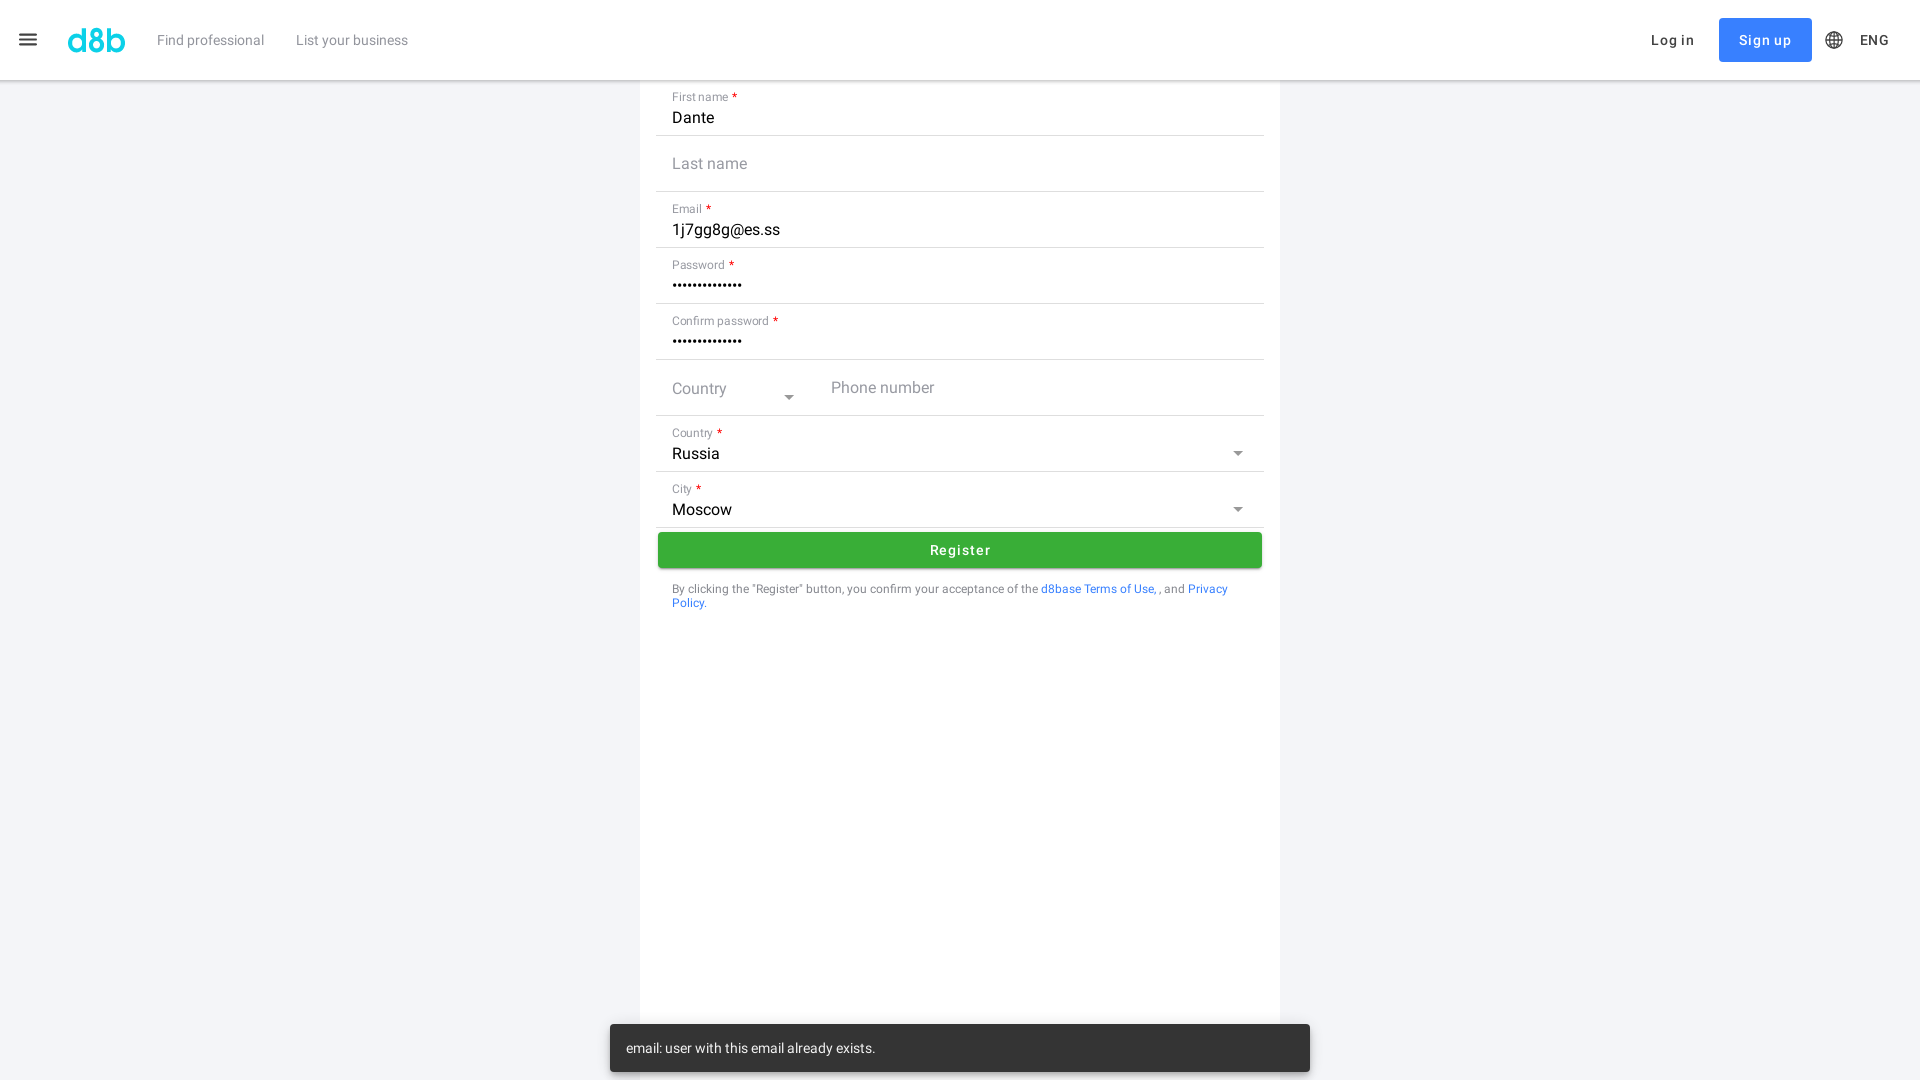 d8b Find professional List your business Log in Sign up ENG
First name *
Dante
Last name
Email *
1j7gg8g@es.ss
Password *
••••••••••••••
Confirm password *
••••••••••••••
Country Phone number
Country *
Russia
City *
Moscow
Register
By clicking the "Register" button, you confirm your acceptance of the d8base Terms of Use, , and Privacy
Policy.
email: user with this email already exists.